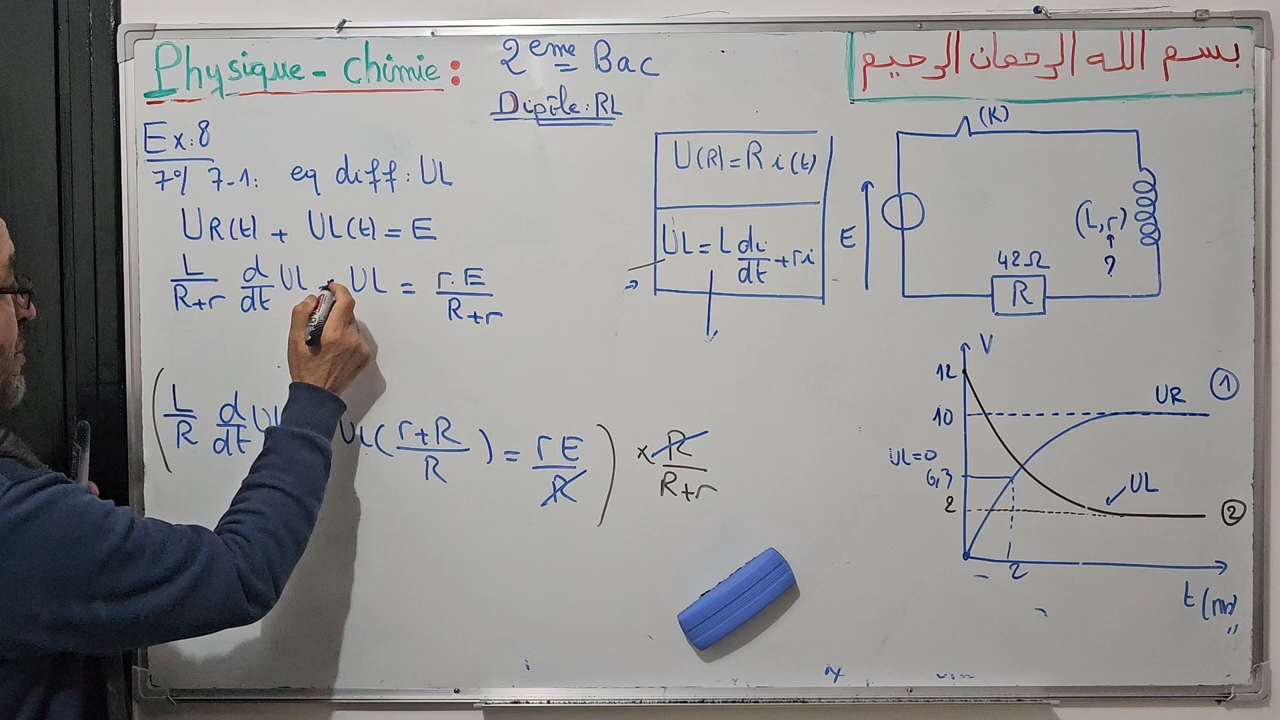 Physique - chimie :
2eme Bac
Dipôle : RL
بسم الله الرحمان الرحيم
Ex : 8
7°/ 7-1 : eq diff : UL
UR(t) + UL(t) = E
L/R+r d/dt UL + UL = r.E/R+r
(L/R d/dt UL UL(r+R/R) = rE/R) x R/R+r
U(R) = R i(t)
UL = L di/dt + ri
(K)
E
(L,r)
?
42Ω
R
V
12
UR
1
10
UL=0
6,3
UL
2
2
2
t(ms)